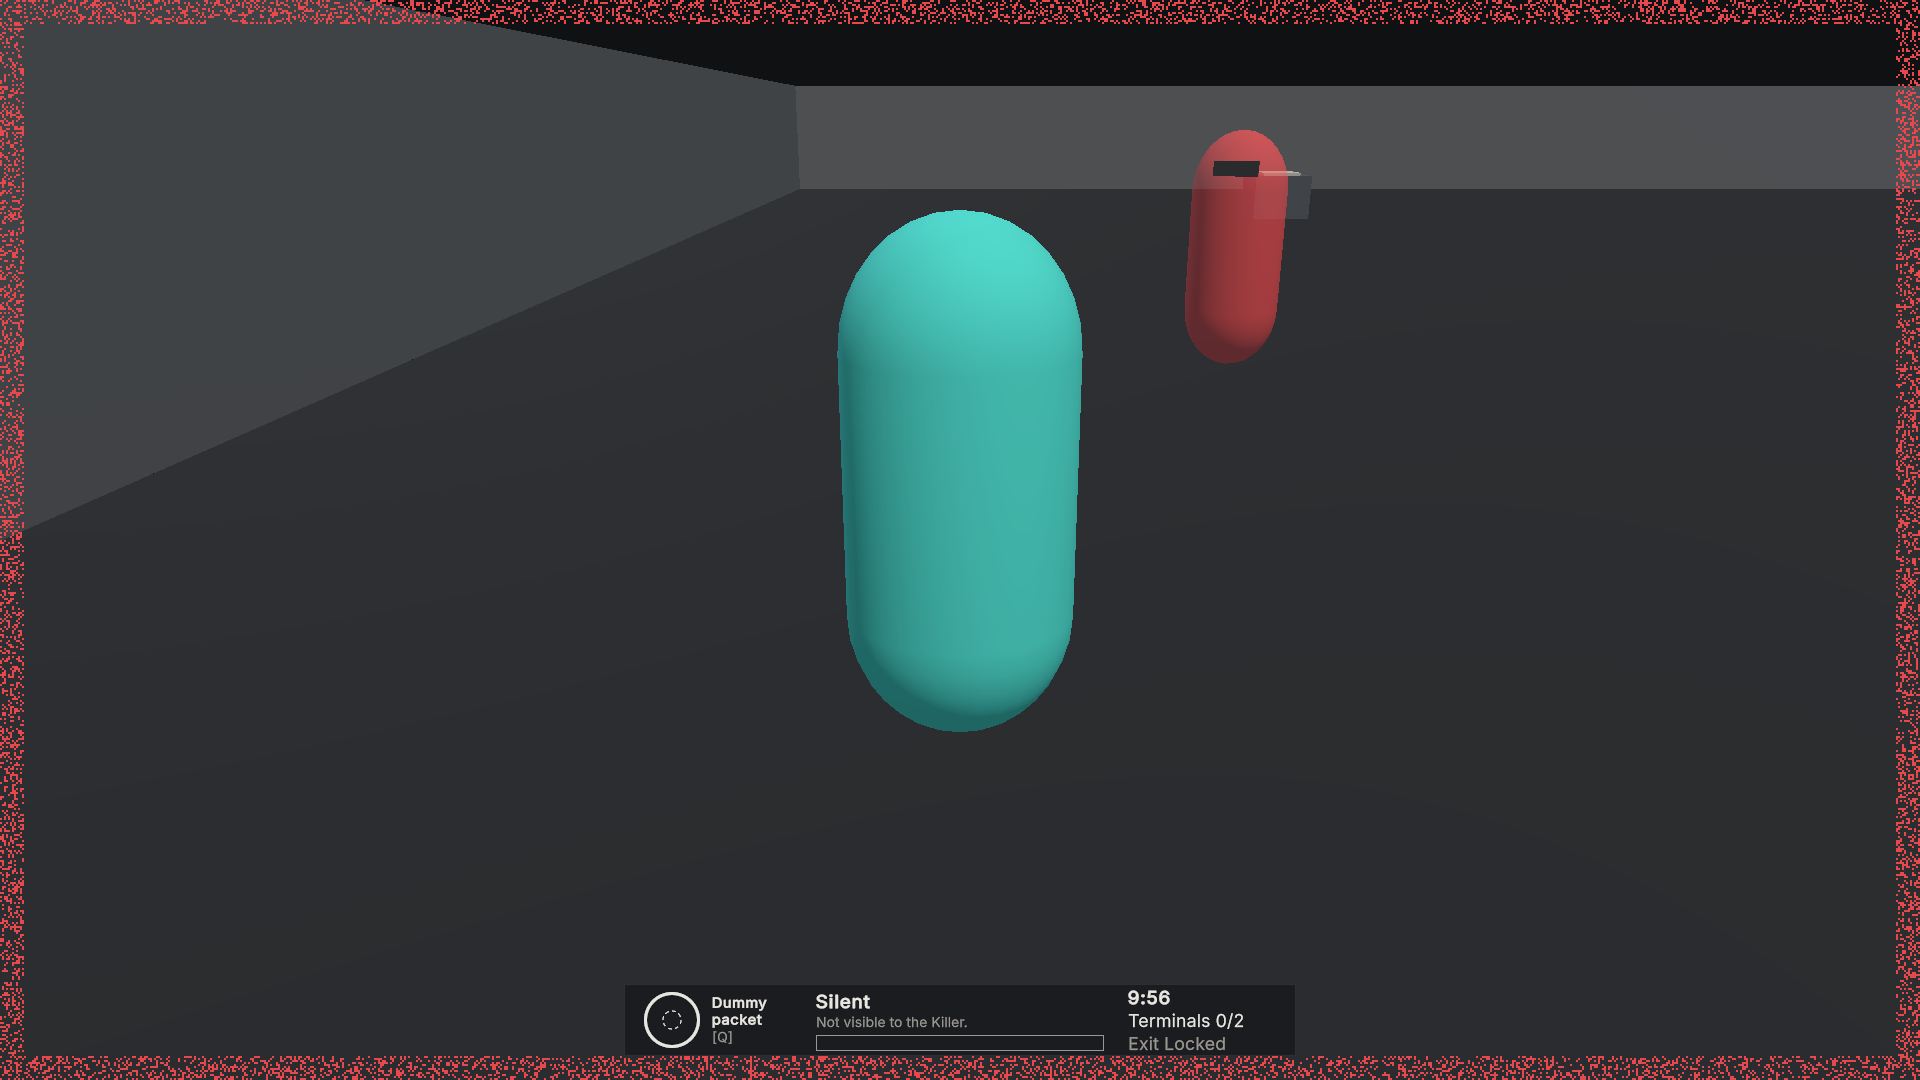 Dummy
packet
[Q]
Silent
Not visible to the Killer.
9:56
Terminals 0/2
Exit Locked